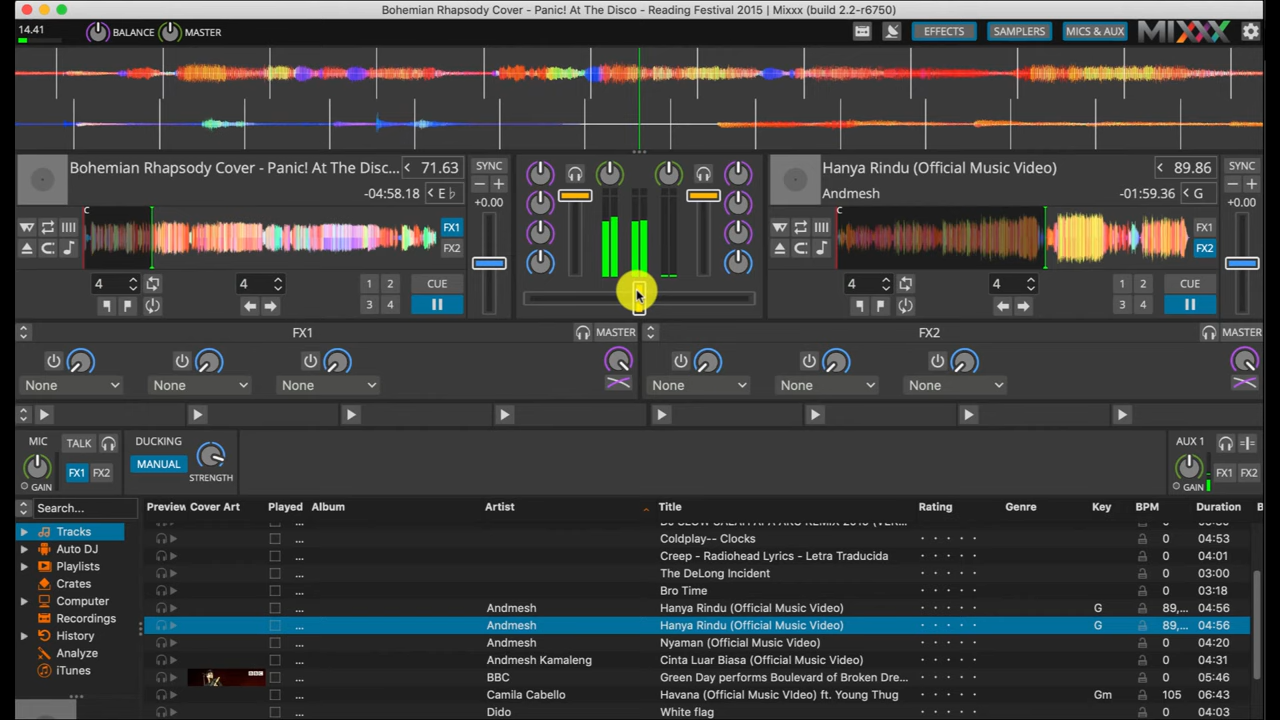 Bohemian Rhapsody Cover - Panic! At The Disco - Reading Festival 2015 | Mixxx (build 2.2-r6750)
14.41 BALANCE MASTER EFFECTS SAMPLERS MICS & AUX MIXXX
Bohemian Rhapsody Cover - Panic! At The Disc... 71.63 SYNC
-04:58.18 E♭ +0.00
C
FX1
FX2
4 4 1 2 CUE
3 4
Hanya Rindu (Official Music Video) 89.86 SYNC
Andmesh -01:59.36 G +0.00
C
FX1
FX2
4 4 1 2 CUE
3 4
FX1 MASTER FX2 MASTER
None None None None None None
MIC TALK DUCKING AUX 1
FX1 FX2 MANUAL FX1 FX2
GAIN STRENGTH GAIN
Search... Preview Cover Art Played Album Artist Title Rating Genre Key BPM Duration B
Tracks
Auto DJ
Playlists
Crates
Computer
Recordings
History
Analyze
iTunes
... Coldplay-- Clocks 0 04:53
... Creep - Radiohead Lyrics - Letra Traducida 0 04:01
... The DeLong Incident 0 03:00
... Bro Time 0 03:18
... Andmesh Hanya Rindu (Official Music Video) G 89,... 04:56
... Andmesh Hanya Rindu (Official Music Video) G 89,... 04:56
... Andmesh Nyaman (Official Music Video) 0 04:20
... Andmesh Kamaleng Cinta Luar Biasa (Official Music Video) 0 04:31
BBC ... BBC Green Day performs Boulevard of Broken Dre... 0 04:05
... Camila Cabello Havana (Official Music VIdeo) ft. Young Thug Gm 105 06:43
... Dido White flag 0 04:03